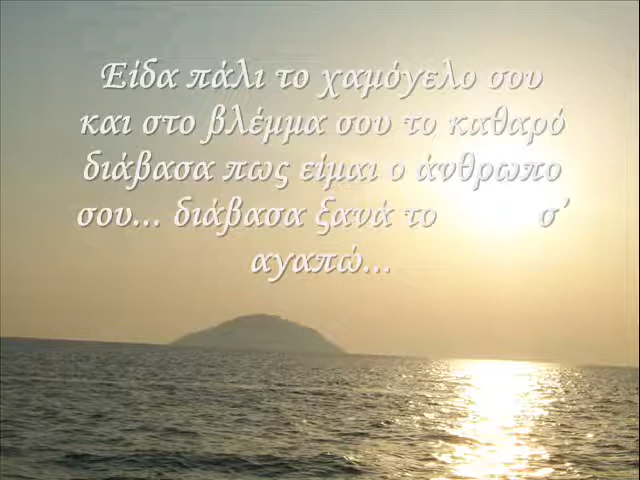 Είδα πάλι το χαμόγελο σου
και στο βλέμμα σου το καθαρό
διάβασα πως είμαι ο άνθρωπο
σου... διάβασα ξανά το σ’
αγαπώ...